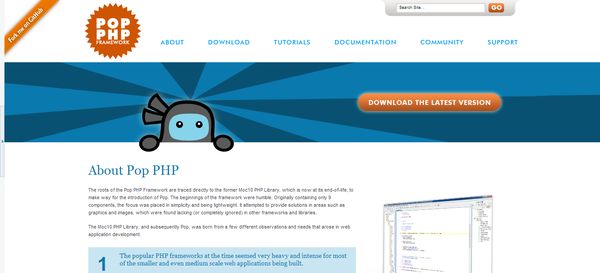 Fork me on GitHub
Search Site...
GO
POP
PHP
FRAMEWORK
ABOUT DOWNLOAD TUTORIALS DOCUMENTATION COMMUNITY SUPPORT
DOWNLOAD THE LATEST VERSION
About Pop PHP
The roots of the Pop PHP Framework are traced directly to the former Moc10 PHP Library, which is now at its end-of-life, to
make way for the introduction of Pop. The beginnings of the framework were humble. Originally containing only 9
components, the focus was placed in simplicity and being lightweight. It attempted to provide solutions in areas such as
graphics and images, which were found lacking (or completely ignored) in other frameworks and libraries.
The Moc10 PHP Library, and subsequently Pop, was born from a few different observations and needs that arose in web
application development:
1 The popular PHP frameworks at the time seemed very heavy and intense for most
of the smaller and even medium scale web applications being built.